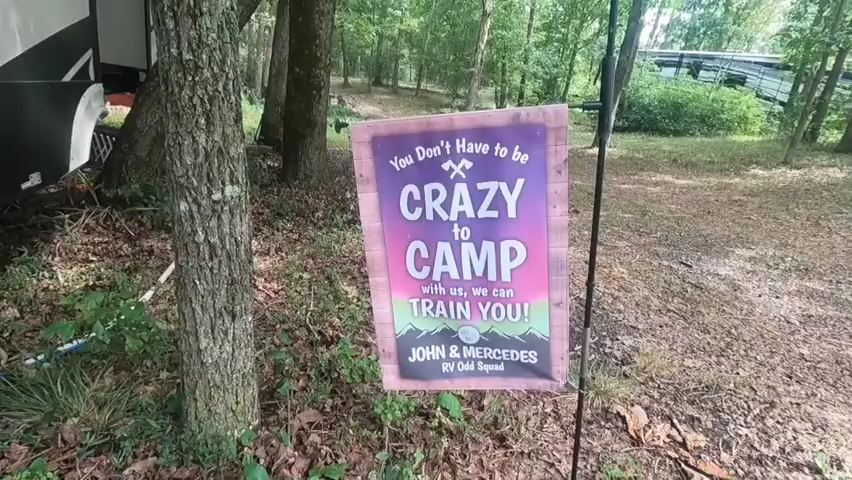 You Don't Have to be
CRAZY
to
CAMP
with us, we can
TRAIN YOU!
JOHN & MERCEDES
RV Odd Squad